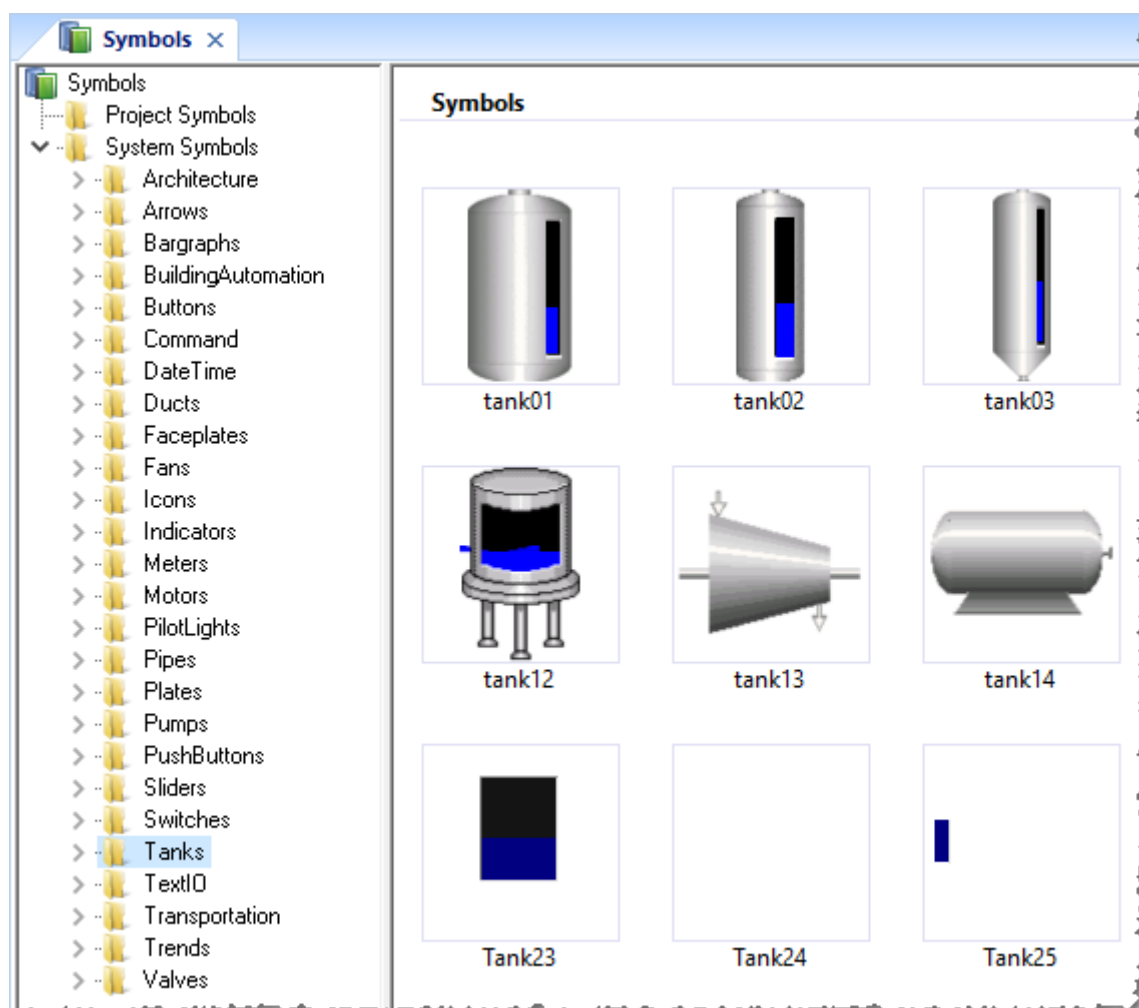 Symbols
Symbols
Project Symbols
System Symbols
Architecture
Arrows
Bargraphs
BuildingAutomation
Buttons
Command
DateTime
Ducts
Faceplates
Fans
Icons
Indicators
Meters
Motors
PilotLights
Pipes
Plates
Pumps
PushButtons
Sliders
Switches
Tanks
TextIO
Transportation
Trends
Valves
Symbols
tank01 tank02 tank03
tank12 tank13 tank14
Tank23 Tank24 Tank25